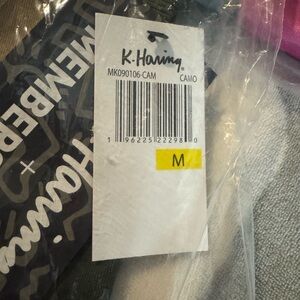 K.Haring
MK090106-CAM CAMO
1 96225 22298 0
M
MEMBERS
+
Haring